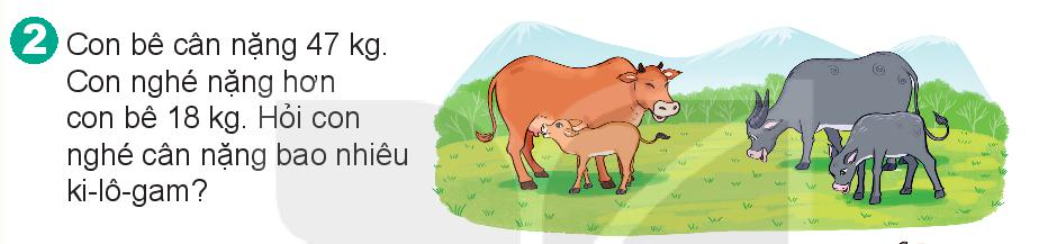 2 Con bê cân nặng 47 kg.
Con nghé nặng hơn
con bê 18 kg. Hỏi con
nghé cân nặng bao nhiêu
ki-lô-gam?